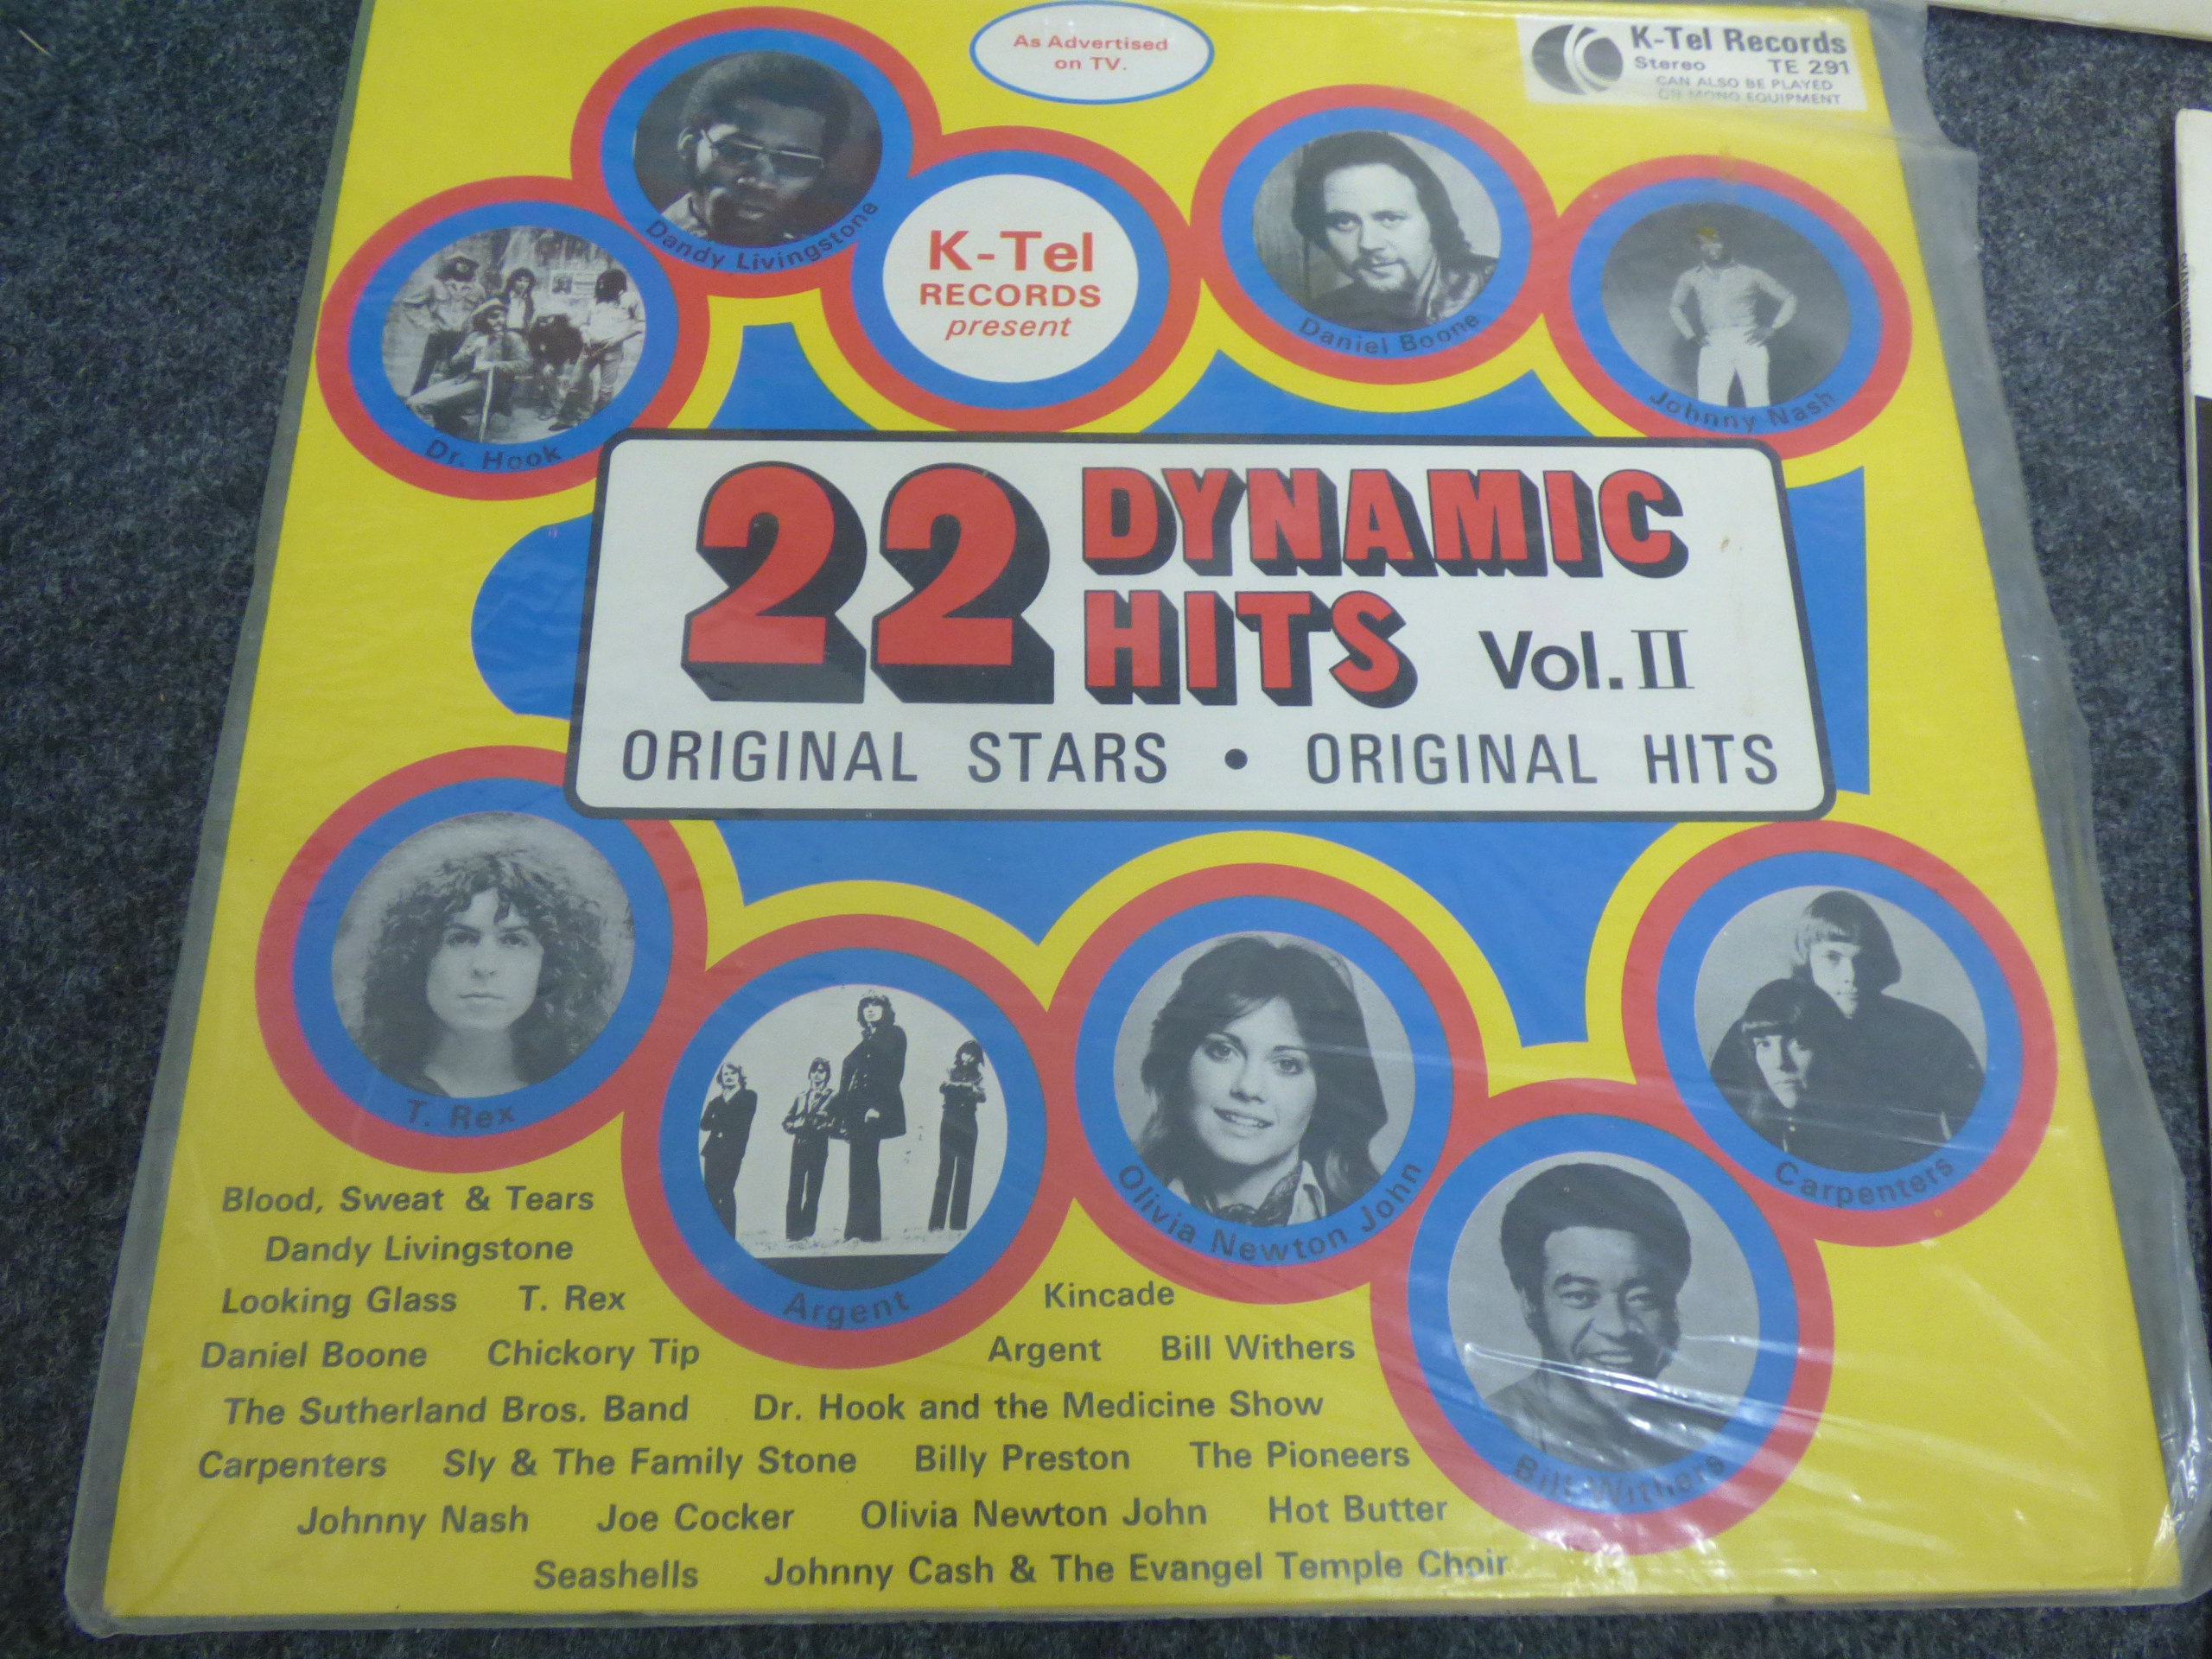 As Advertised
on TV.
K-Tel Records
Stereo TE 291
CAN ALSO BE PLAYED
ON MONO EQUIPMENT
Dandy Livingstone
K-Tel
RECORDS
present
Daniel Boone
Johnny Nash
Dr. Hook
22 DYNAMIC
HITS Vol. II
ORIGINAL STARS • ORIGINAL HITS
T. Rex
Argent
Olivia Newton John
Carpenters
Bill Withers
Blood, Sweat & Tears
Dandy Livingstone
Looking Glass T. Rex Kincade
Daniel Boone Chickory Tip Argent Bill Withers
The Sutherland Bros. Band Dr. Hook and the Medicine Show
Carpenters Sly & The Family Stone Billy Preston The Pioneers
Johnny Nash Joe Cocker Olivia Newton John Hot Butter
Seashells Johnny Cash & The Evangel Temple Choir